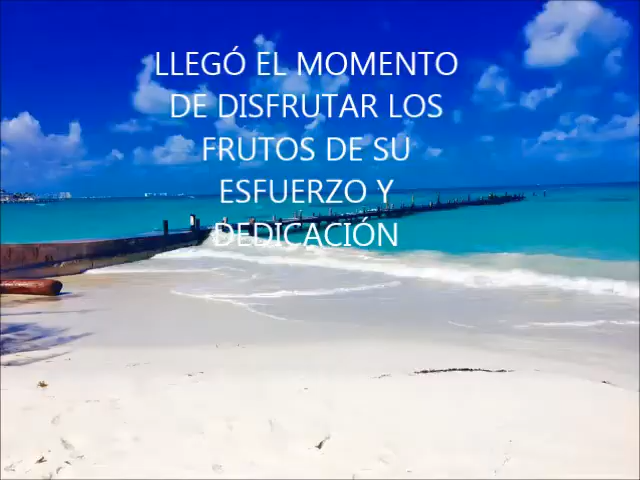 LLEGÓ EL MOMENTO
DE DISFRUTAR LOS
FRUTOS DE SU
ESFUERZO Y
DEDICACIÓN